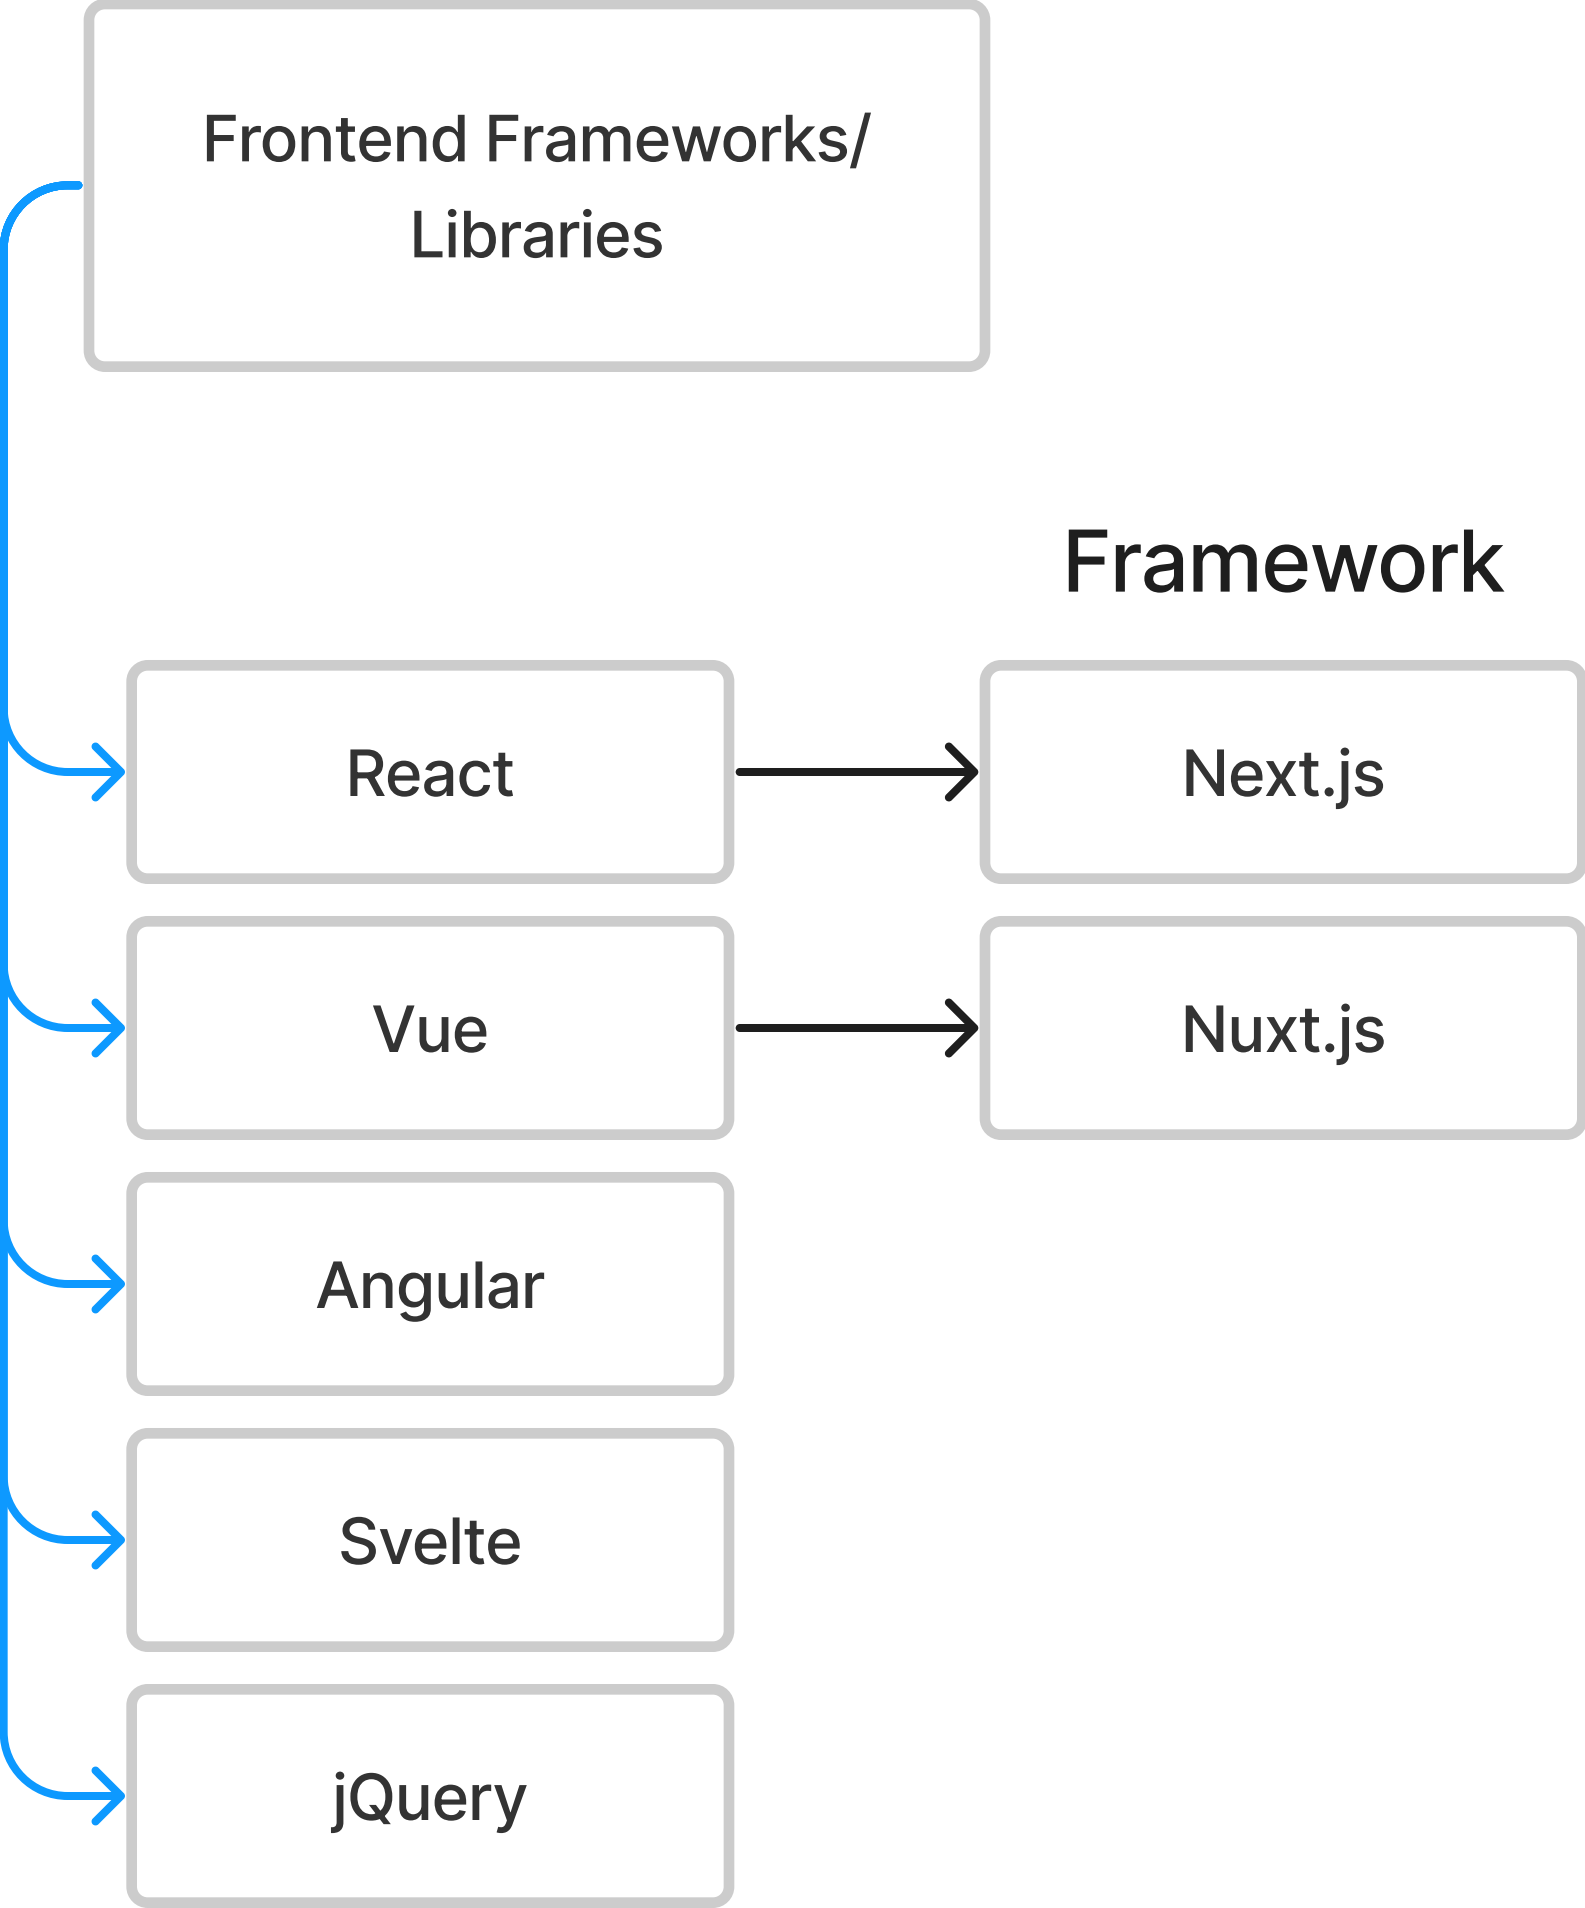 Frontend Frameworks/
Libraries
Framework
React
Next.js
Vue
Nuxt.js
Angular
Svelte
jQuery